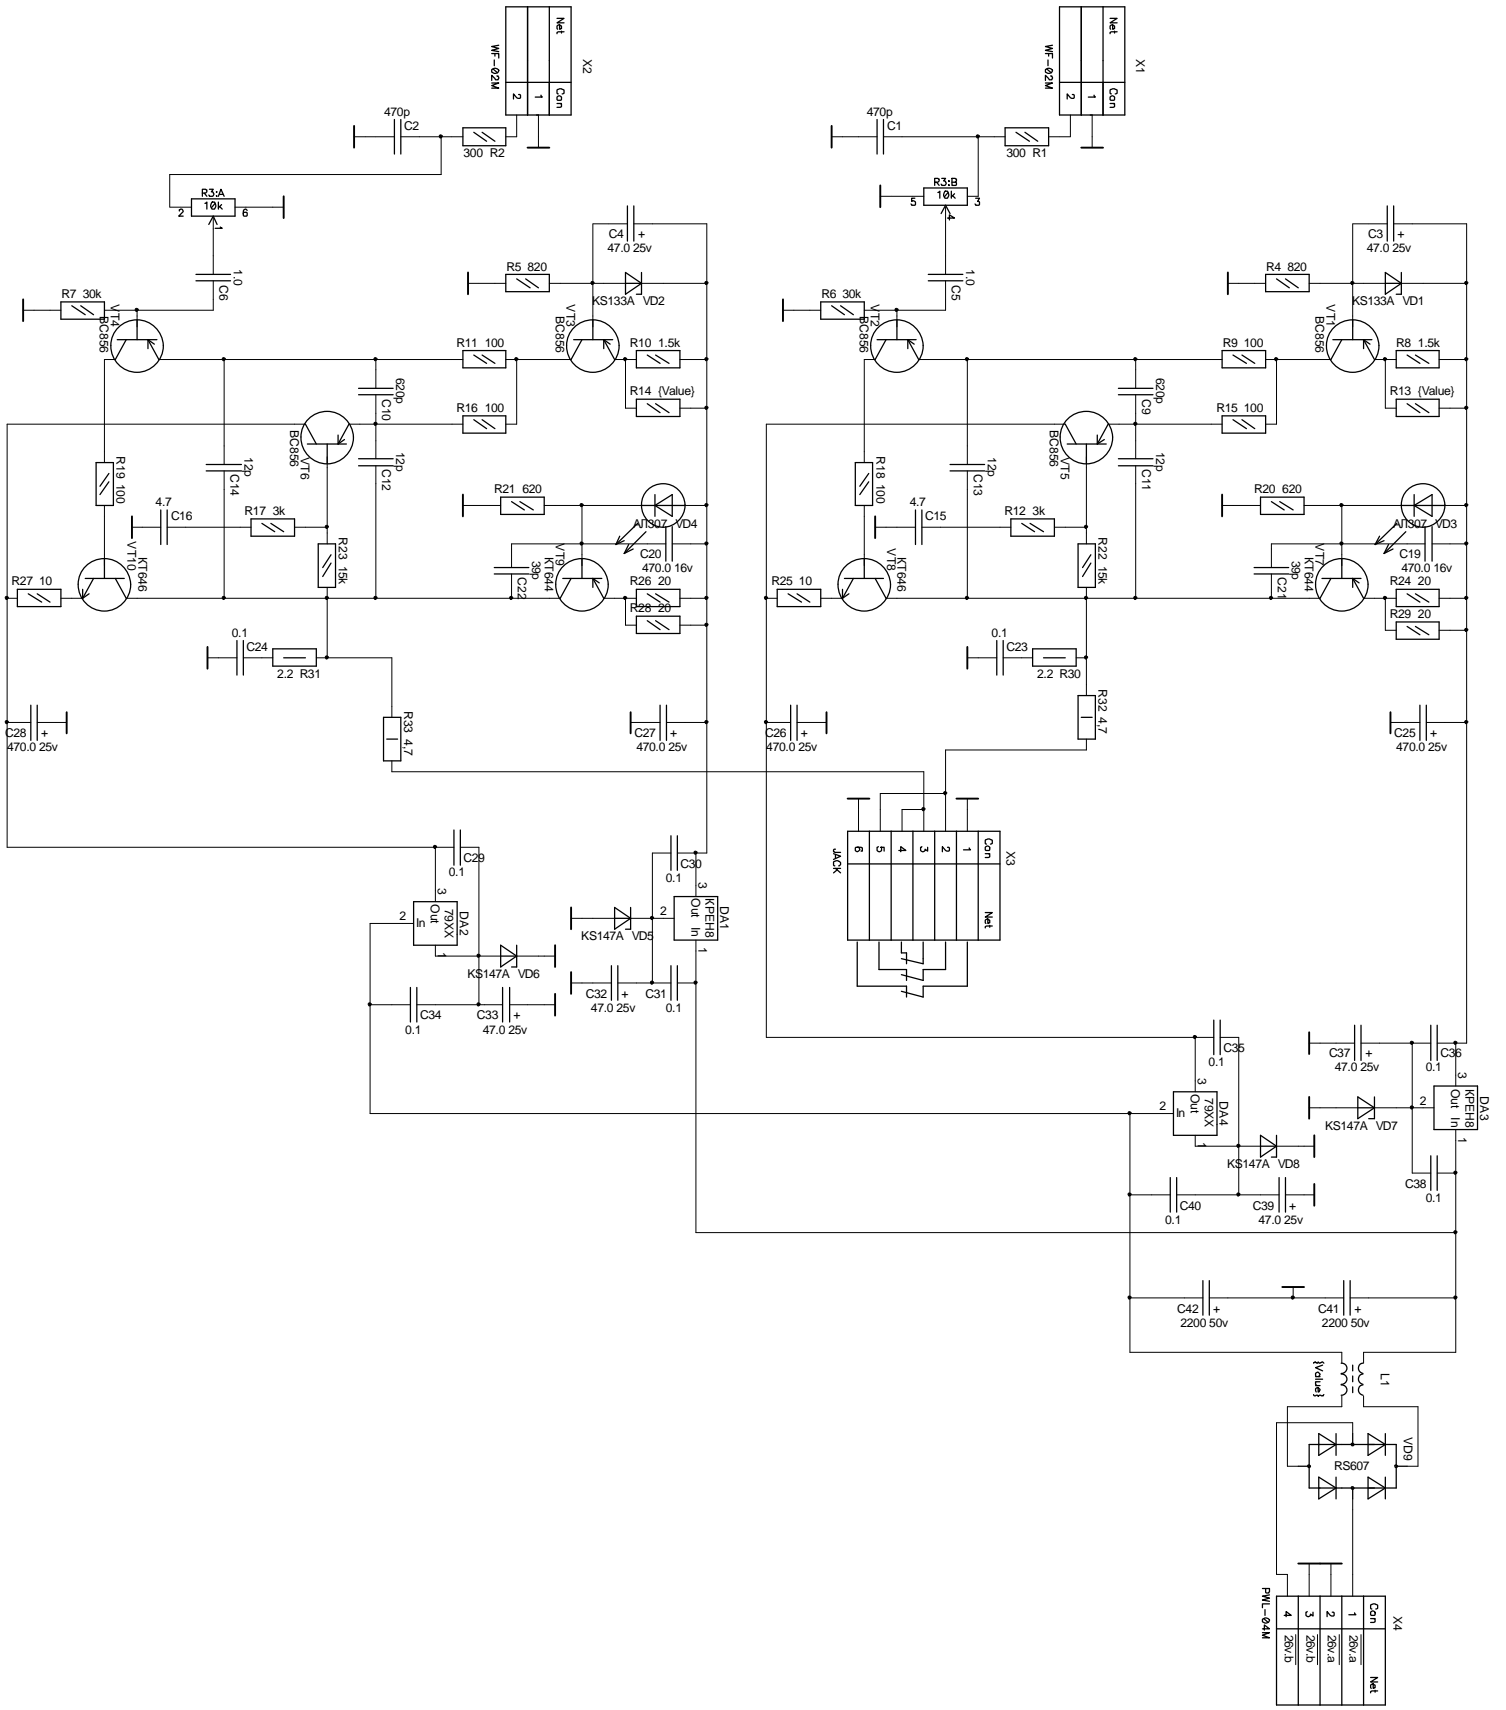 Net
Con
1
2
X2
WF-02M
Net
Con
1
2
X1
WF-02M
470p
C2
300 R2
470p
C1
300 R1
R3:A
10k
2
6
1
R3:B
10k
5
3
4
C4
+
47.0 25v
C3
+
47.0 25v
1.0
C6
1.0
C5
R5 820
KS133A VD2
R4 820
KS133A VD1
R7 30k
VT4
BC856
VT3
BC856
R6 30k
VT2
BC856
VT1
BC856
R11 100
R10 1.5k
R9 100
R8 1.5k
R14 {Value}
R13 {Value}
620p
C10
R16 100
620p
C9
R15 100
BC856
VT6
BC856
VT5
R19 100
12p
C14
12p
C12
R18 100
12p
C13
12p
C11
R21 620
АЛ307 VD4
R20 620
АЛ307 VD3
4.7
C16
R17 3k
4.7
C15
R12 3k
R23 15k
R22 15k
C20
470.0 16v
C19
470.0 16v
39p
C22
39p
C21
KT646
VT10
VT9
KT644
KT646
VT8
VT7
KT644
R27 10
R26 20
R28 20
R25 10
R24 20
R29 20
0.1
C24
2.2 R31
0.1
C23
2.2 R30
R33 4,7
R32 4,7
C28
+
470.0 25v
C27
+
470.0 25v
C26
+
470.0 25v
C25
+
470.0 25v
X3
Con
Net
1
2
3
4
5
6
JACK
C29
0.1
C30
0.1
3
Out
In
79XX
DA2
2
1
3
KPEH8
Out In
DA1
2
1
KS147A VD5
KS147A VD6
C34
0.1
C33
+
47.0 25v
C32
+
47.0 25v
C31
0.1
C35
0.1
C37
+
47.0 25v
C36
0.1
3
Out
In
79XX
DA4
2
1
3
KPEH8
Out In
DA3
2
1
KS147A VD7
KS147A VD8
C38
0.1
C40
0.1
C39
+
47.0 25v
C42
+
2200 50v
C41
+
2200 50v
{Value}
L1
RS607
VD9
X4
Con
Net
1
26v.a
2
26v.a
3
26v.b
4
26v.b
PWL-04M